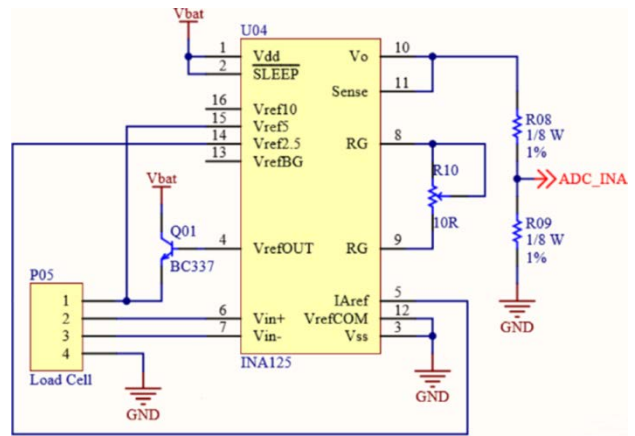 Vbat
U04
1 Vdd Vo 10
2 SLEEP
Sense 11
16 Vref10
15 Vref5
14 Vref2.5 RG 8
13 VrefBG
R08
1/8 W
1%
ADC_INA
R10
10R
Vbat
Q01
BC337
4 VrefOUT RG 9
R09
1/8 W
1%
P05
1
2
3
4
Load Cell
IAref 5
6 Vin+ VrefCOM 12
7 Vin- Vss 3
INA125
GND
GND
GND